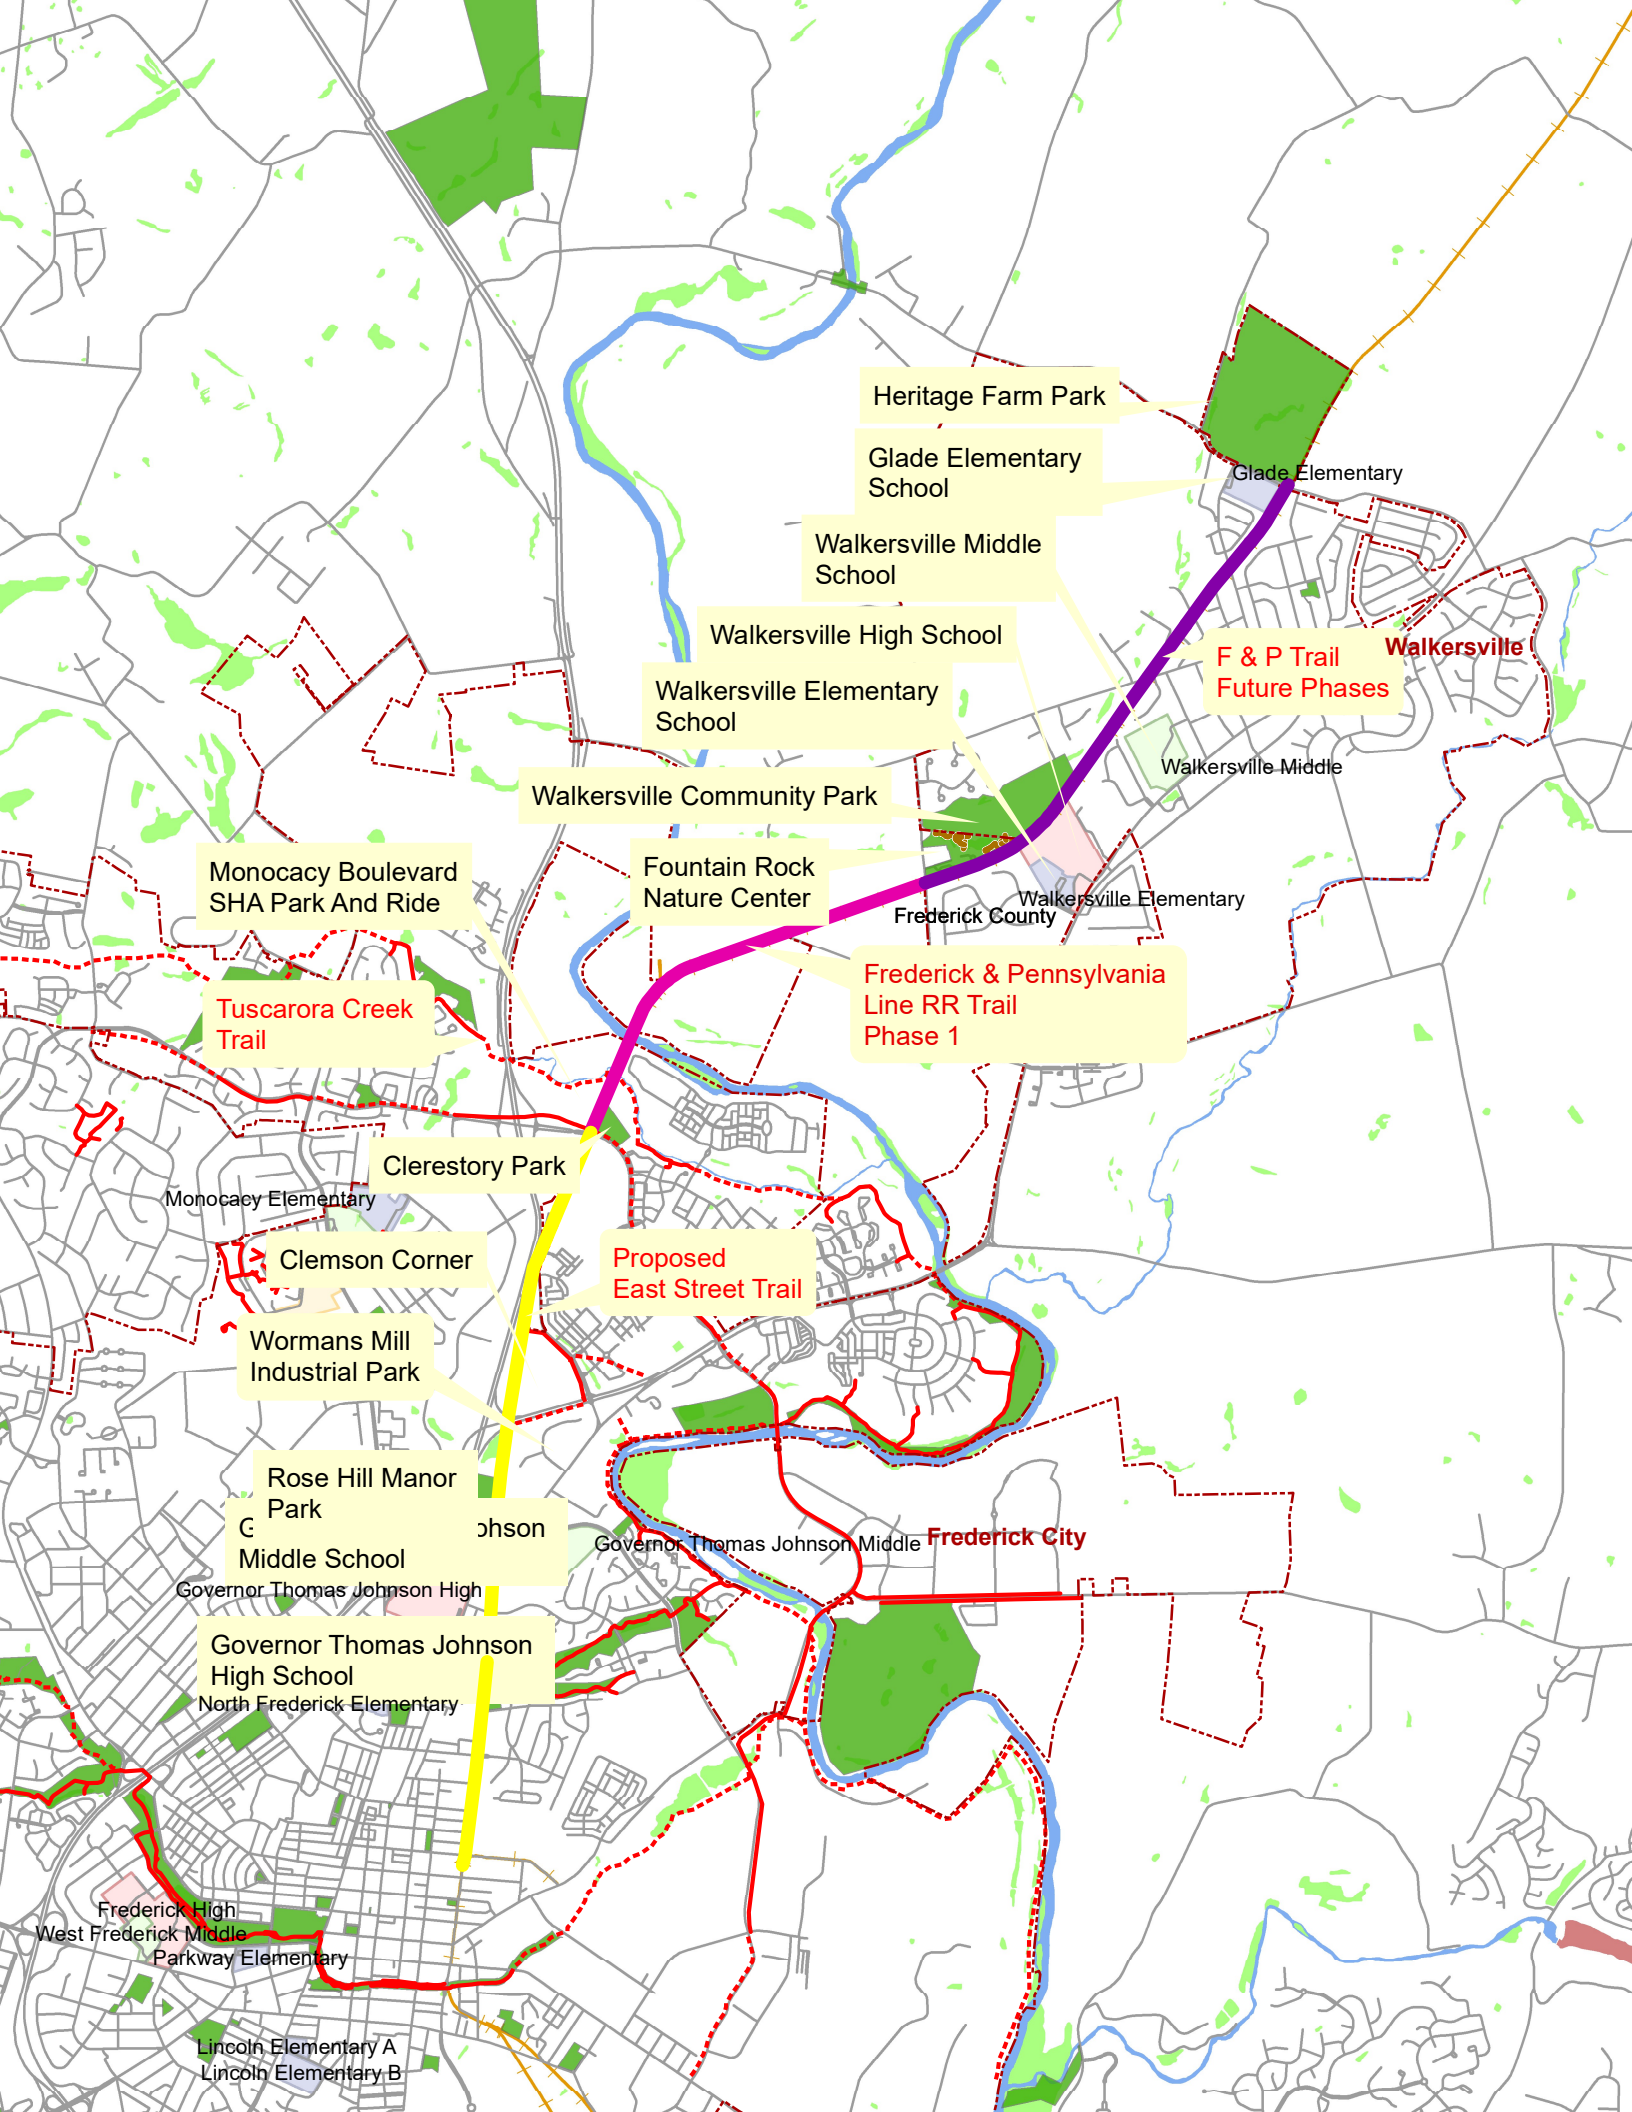 Heritage Farm Park
Glade Elementary
School
Glade Elementary
Walkersville Middle
School
Walkersville High School
Walkersville
F & P Trail
Future Phases
Walkersville Elementary
School
Walkersville Middle
Walkersville Community Park
Monocacy Boulevard
SHA Park And Ride
Fountain Rock
Nature Center
Walkersville Elementary
Frederick County
Frederick & Pennsylvania
Line RR Trail
Phase 1
Tuscarora Creek
Trail
Clerestory Park
Monocacy Elementary
Clemson Corner
Proposed
East Street Trail
Wormans Mill
Industrial Park
Rose Hill Manor
Park
ohnson
Middle School
Governor Thomas Johnson Middle
Frederick City
Governor Thomas Johnson High
Governor Thomas Johnson
High School
North Frederick Elementary
Frederick High
West Frederick Middle
Parkway Elementary
Lincoln Elementary A
Lincoln Elementary B